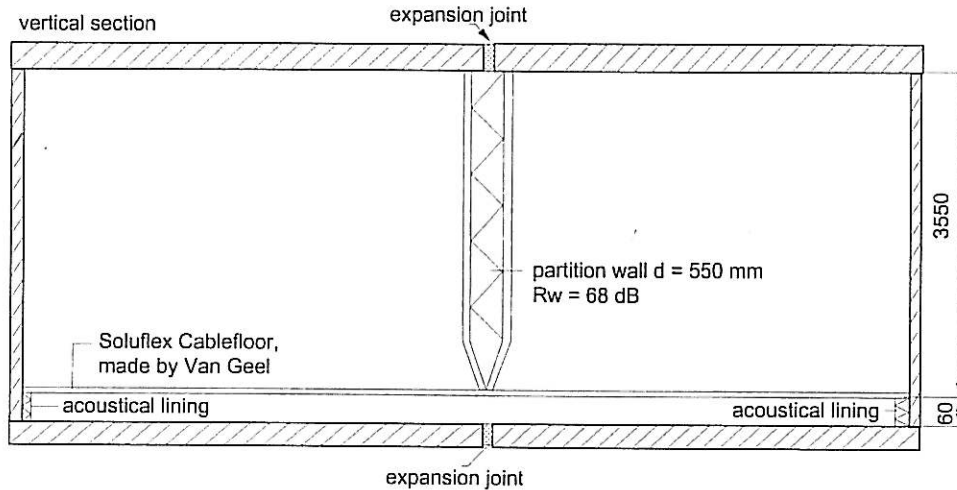 expansion joint
vertical section
3550
partition wall d = 550 mm
Rw = 68 dB
Soluflex Cablefloor,
made by Van Geel
acoustical lining
acoustical lining
60
expansion joint